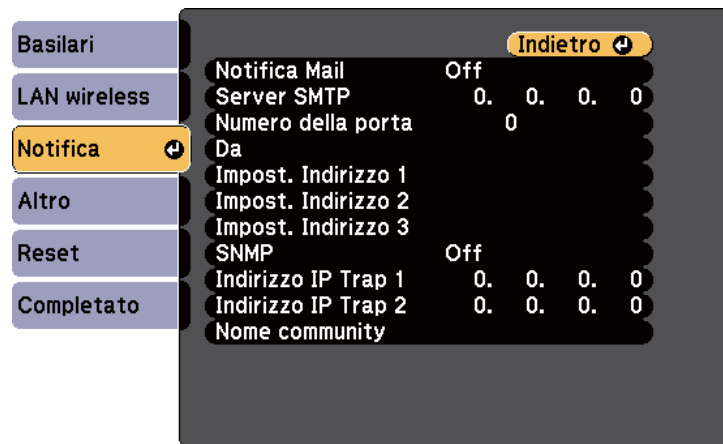 Basilari
LAN wireless
Notifica
Altro
Reset
Completato
Indietro
Notifica Mail Off
Server SMTP 0. 0. 0. 0
Numero della porta 0
Da
Impost. Indirizzo 1
Impost. Indirizzo 2
Impost. Indirizzo 3
SNMP Off
Indirizzo IP Trap 1 0. 0. 0. 0
Indirizzo IP Trap 2 0. 0. 0. 0
Nome community